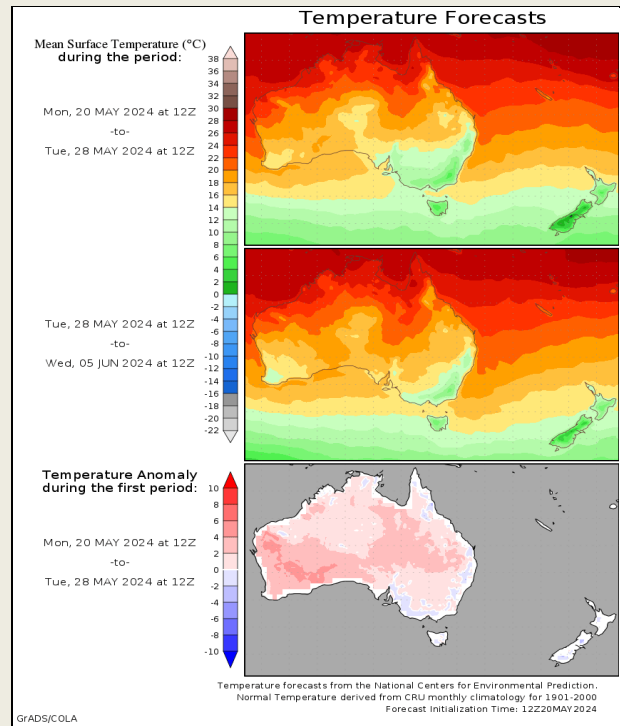 Temperature Forecasts
Mean Surface Temperature (°C)
during the period:
38
36
34
32
30
28
26
24
22
20
18
16
14
12
10
8
6
4
2
0
-2
-4
-6
-8
-10
-12
-14
-16
-18
-20
-22
Mon, 20 MAY 2024 at 12Z
-to-
Tue, 28 MAY 2024 at 12Z
Tue, 28 MAY 2024 at 12Z
-to-
Wed, 05 JUN 2024 at 12Z
Temperature Anomaly
during the first period:
10
8
6
4
2
0
-2
-4
-6
-8
-10
Mon, 20 MAY 2024 at 12Z
-to-
Tue, 28 MAY 2024 at 12Z
Temperature forecasts from the National Centers for Environmental Prediction.
Normal Temperature derived from CRU monthly climatology for 1901-2000
Forecast Initialization Time: 12Z20MAY2024
GrADS/COLA